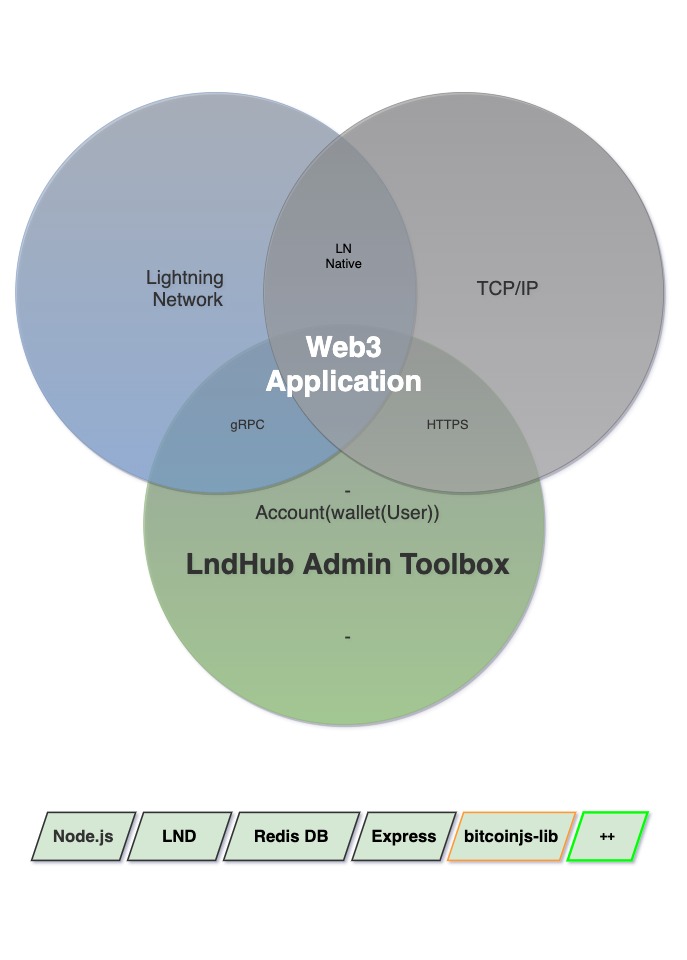 LN
Native
Lightning
Network
TCP/IP
Web3
Application
gRPC
HTTPS
-
Account(wallet(User))
LndHub Admin Toolbox
-
Node.js
LND
Redis DB
Express
bitcoinjs-lib
++